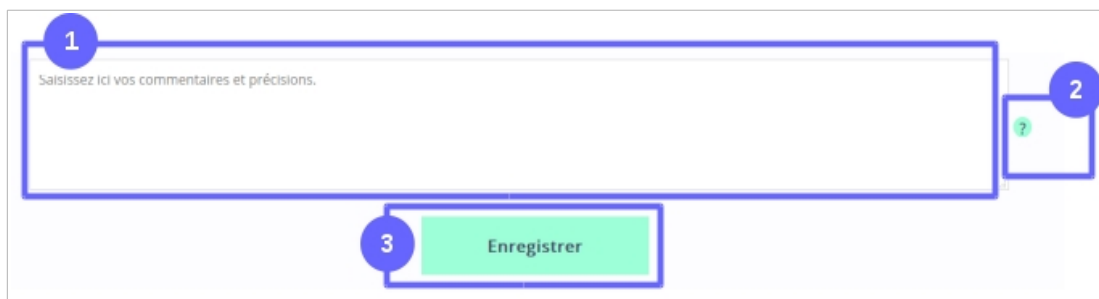 1
Saisissez ici vos commentaires et précisions.
2
?
3
Enregistrer